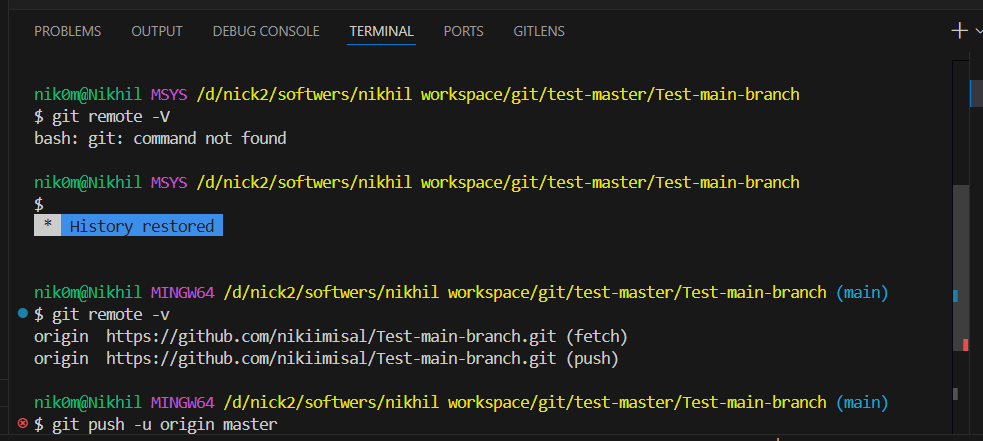 PROBLEMS OUTPUT DEBUG CONSOLE TERMINAL PORTS GITLENS
nik0m@Nikhil MSYS /d/nick2/softwers/nikhil workspace/git/test-master/Test-main-branch
$ git remote -V
bash: git: command not found
nik0m@Nikhil MSYS /d/nick2/softwers/nikhil workspace/git/test-master/Test-main-branch
$
* History restored
nik0m@Nikhil MINGW64 /d/nick2/softwers/nikhil workspace/git/test-master/Test-main-branch (main)
$ git remote -v
origin https://github.com/nikiimisal/Test-main-branch.git (fetch)
origin https://github.com/nikiimisal/Test-main-branch.git (push)
nik0m@Nikhil MINGW64 /d/nick2/softwers/nikhil workspace/git/test-master/Test-main-branch (main)
$ git push -u origin master